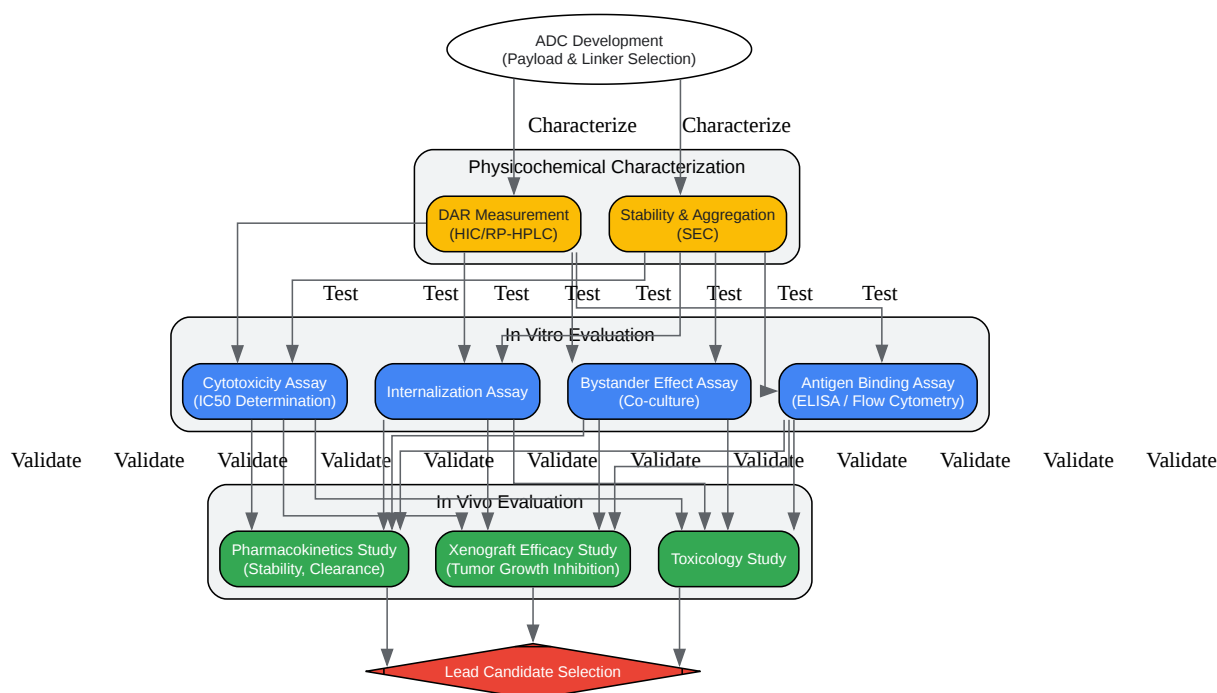 ADC Development
(Payload & Linker Selection)
Characterize
Characterize
Physicochemical Characterization
DAR Measurement
(HIC/RP-HPLC)
Stability & Aggregation
(SEC)
Test
Test
Test
Test
Test
Test
Test
Test
In Vitro Evaluation
Cytotoxicity Assay
(IC50 Determination)
Internalization Assay
Bystander Effect Assay
(Co-culture)
Antigen Binding Assay
(ELISA / Flow Cytometry)
Validate
Validate
Validate
Validate
Validate
Validate
Validate
Validate
Validate
Validate
Validate
Validate
In Vivo Evaluation
Pharmacokinetics Study
(Stability, Clearance)
Xenograft Efficacy Study
(Tumor Growth Inhibition)
Toxicology Study
Lead Candidate Selection